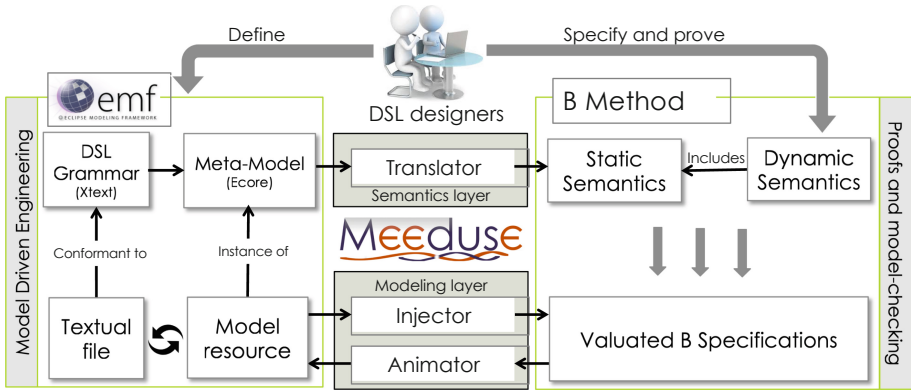 Define
Specify and prove
emf
@ECLIPSE MODELING FRAMEWORK
DSL designers
B Method
Model Driven Engineering
DSL
Grammar
(Xtext)
Meta-Model
(Ecore)
Translator
Semantics layer
Static
Semantics
Includes
Dynamic
Semantics
Proofs and model-checking
Conformant to
Instance of
MEEDUSE
Modeling layer
Textual
file
Model
resource
Injector
Animator
Valuated B Specifications